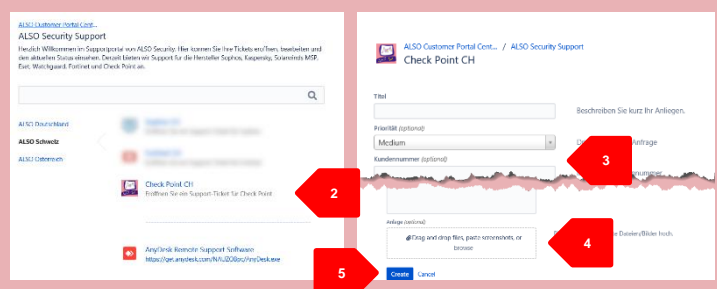 ALSO Customer Portal Cent...
ALSO Security Support
Herzlich Willkommen im Supportportal von ALSO Security. Hier können Sie Ihre Tickets eröffnen, bearbeiten und
den aktuellen Status einsehen. Derzeit bieten wir Support für die Hersteller Sophos, Kaspersky, Solarwinds MSP,
Eset, Watchguard, Fortinet und Check Point an.
ALSO Deutschland
ALSO Schweiz
ALSO Österreich
Check Point CH
Eröffnen Sie ein Support-Ticket für Check Point
2
AnyDesk Remote Support Software
ALSO Customer Portal Cent... / ALSO Security Support
Check Point CH
Titel
Beschreiben Sie kurz Ihr Anliegen.
Priorität (optional)
Medium
Anfrage
Kundennummer (optional)
3
Anlage (optional)
Drag and drop files, paste screenshots, or
browse
Dateien/Bilder hoch.
4
5
Create Cancel